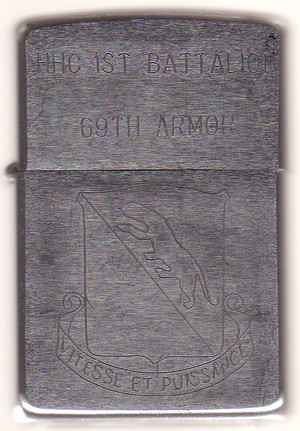 HHC 1ST BATTALION
69TH ARMOR
VITESSE ET PUISSANCE